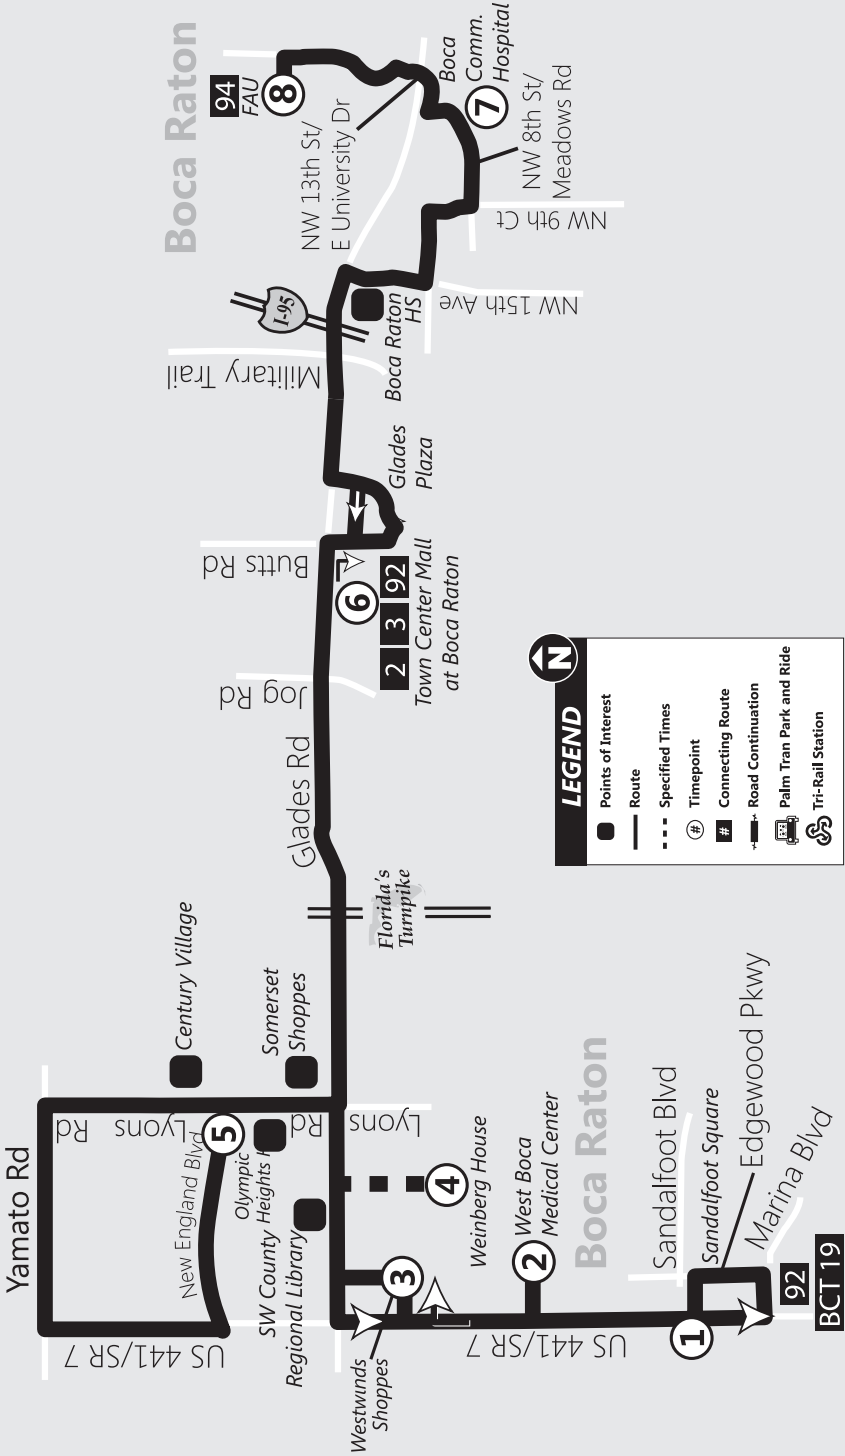 Boca Raton
94
FAU
8
NW 13th St/
E University Dr
Boca
Comm.
Hospital
7
NW 8th St/
Meadows Rd
NW 9th Ct
NW 15th Ave
I-95
Boca Raton
HS
Military Trail
Glades
Plaza
Butts Rd
6
2
3
92
Town Center Mall
at Boca Raton
Jog Rd
Glades Rd
Florida's
Turnpike
Century Village
Somerset
Shoppes
Yamato Rd
Lyons Rd
5
New England Blvd
Olympic
Heights H
Lyons Rd
SW County
Regional Library
US 441/SR 7
Westwinds
Shoppes
3
4
Weinberg House
2
West Boca
Medical Center
US 441/SR 7
Boca Raton
Sandalfoot Blvd
Sandalfoot Square
Edgewood Pkwy
Marina Blvd
1
92
BCT 19
N
LEGEND
Points of Interest
Route
Specified Times
# Timepoint
# Connecting Route
Road Continuation
Palm Tran Park and Ride
Tri-Rail Station